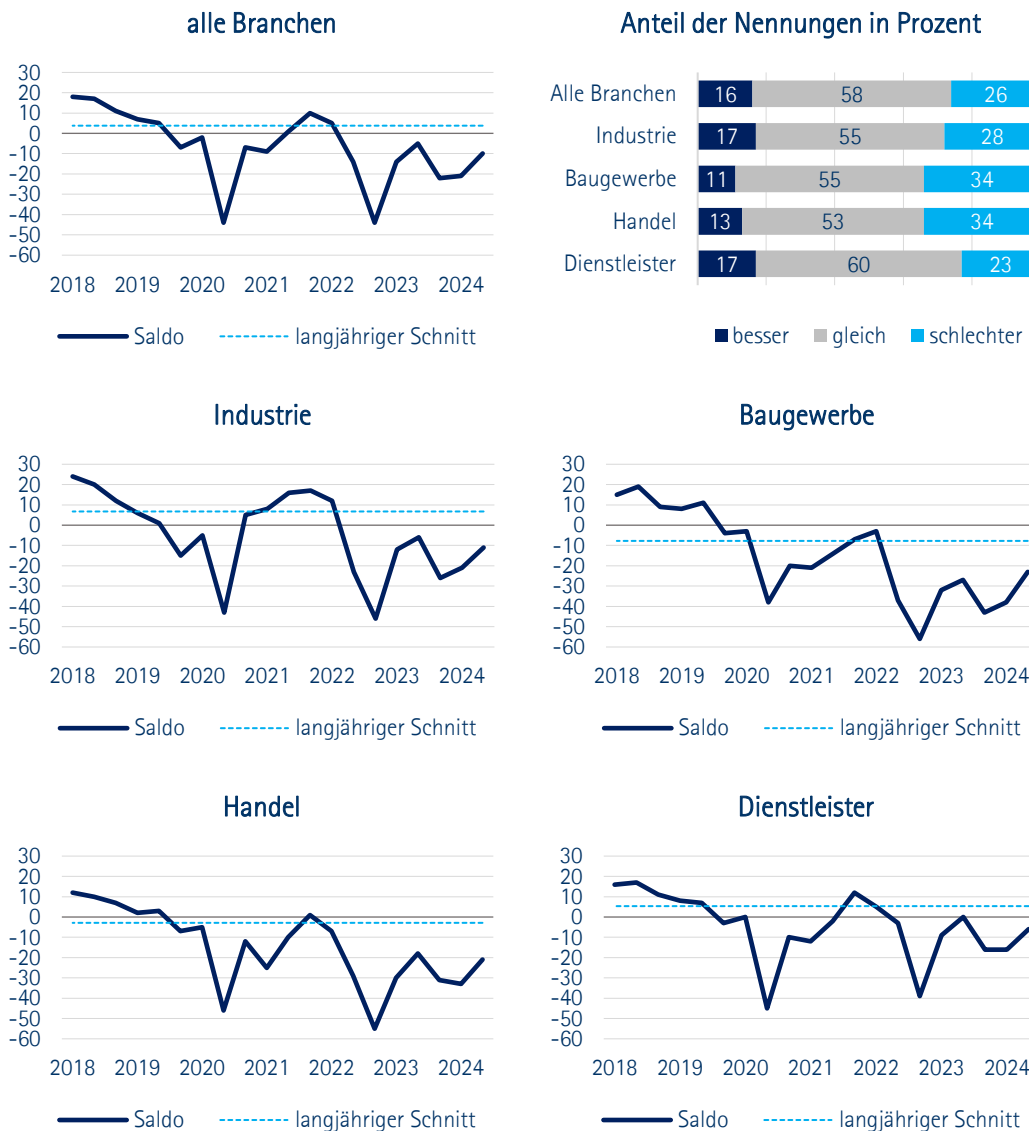 alle Branchen
30
20
10
0
-10
-20
-30
-40
-50
-60
2018 2019 2020 2021 2022 2023 2024
Saldo langjähriger Schnitt
Anteil der Nennungen in Prozent
Alle Branchen 16 58 26
Industrie 17 55 28
Baugewerbe 11 55 34
Handel 13 53 34
Dienstleister 17 60 23
besser gleich schlechter
Industrie
30
20
10
0
-10
-20
-30
-40
-50
-60
2018 2019 2020 2021 2022 2023 2024
Saldo langjähriger Schnitt
Baugewerbe
30
20
10
0
-10
-20
-30
-40
-50
-60
2018 2019 2020 2021 2022 2023 2024
Saldo langjähriger Schnitt
Handel
30
20
10
0
-10
-20
-30
-40
-50
-60
2018 2019 2020 2021 2022 2023 2024
Saldo langjähriger Schnitt
Dienstleister
30
20
10
0
-10
-20
-30
-40
-50
-60
2018 2019 2020 2021 2022 2023 2024
Saldo langjähriger Schnitt